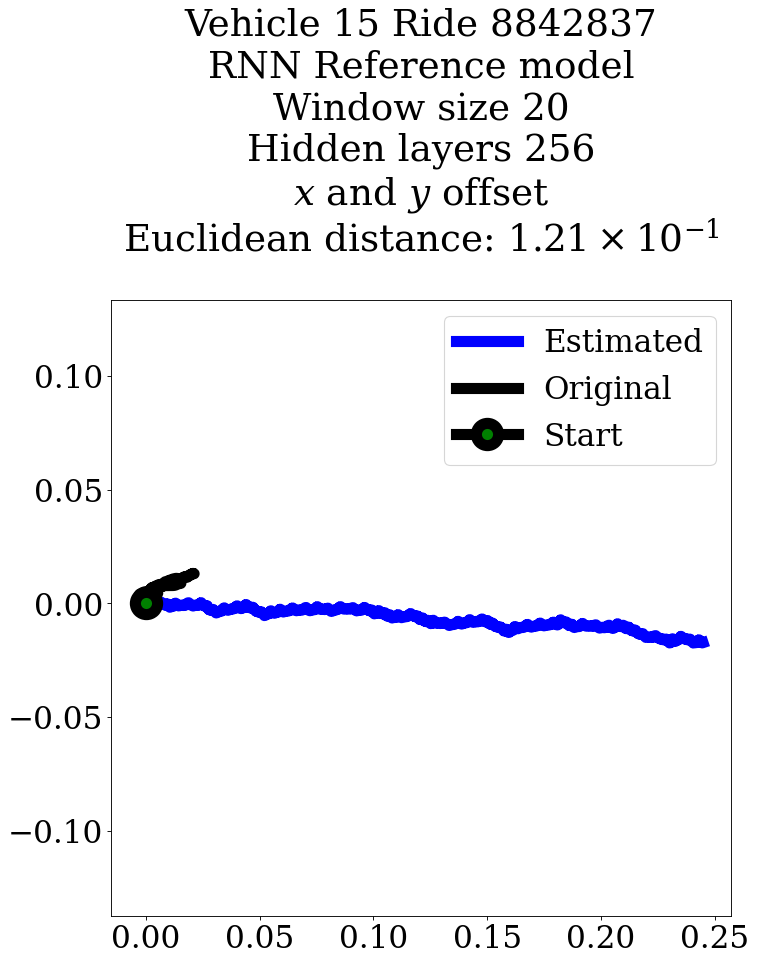 Vehicle 15 Ride 8842837
RNN Reference model
Window size 20
Hidden layers 256
x and y offset
Euclidean distance: 1.21 × 10⁻¹
Estimated
Original
Start
0.10
0.05
0.00
−0.05
−0.10
0.00 0.05 0.10 0.15 0.20 0.25